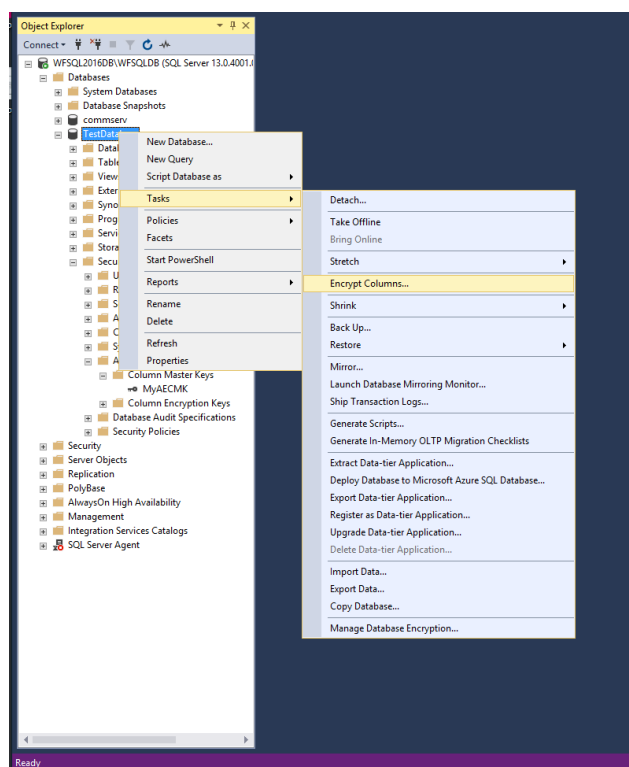 Object Explorer
Connect
WFSQL2016DB\WFSQLDB (SQL Server 13.0.4001.
Databases
System Databases
Database Snapshots
commserv
TestData
Datal
Table
View
Exter
Syno
Prog
Servi
Stora
Secu
U
R
S
A
C
S
A
Column Master Keys
MyAECMK
Column Encryption Keys
Database Audit Specifications
Security Policies
Security
Server Objects
Replication
PolyBase
AlwaysOn High Availability
Management
Integration Services Catalogs
SQL Server Agent
New Database...
New Query
Script Database as
Tasks
Policies
Facets
Start PowerShell
Reports
Rename
Delete
Refresh
Properties
Detach...
Take Offline
Bring Online
Stretch
Encrypt Columns...
Shrink
Back Up...
Restore
Mirror...
Launch Database Mirroring Monitor...
Ship Transaction Logs...
Generate Scripts...
Generate In-Memory OLTP Migration Checklists
Extract Data-tier Application...
Deploy Database to Microsoft Azure SQL Database...
Export Data-tier Application...
Register as Data-tier Application...
Upgrade Data-tier Application...
Delete Data-tier Application...
Import Data...
Export Data...
Copy Database...
Manage Database Encryption...
Ready